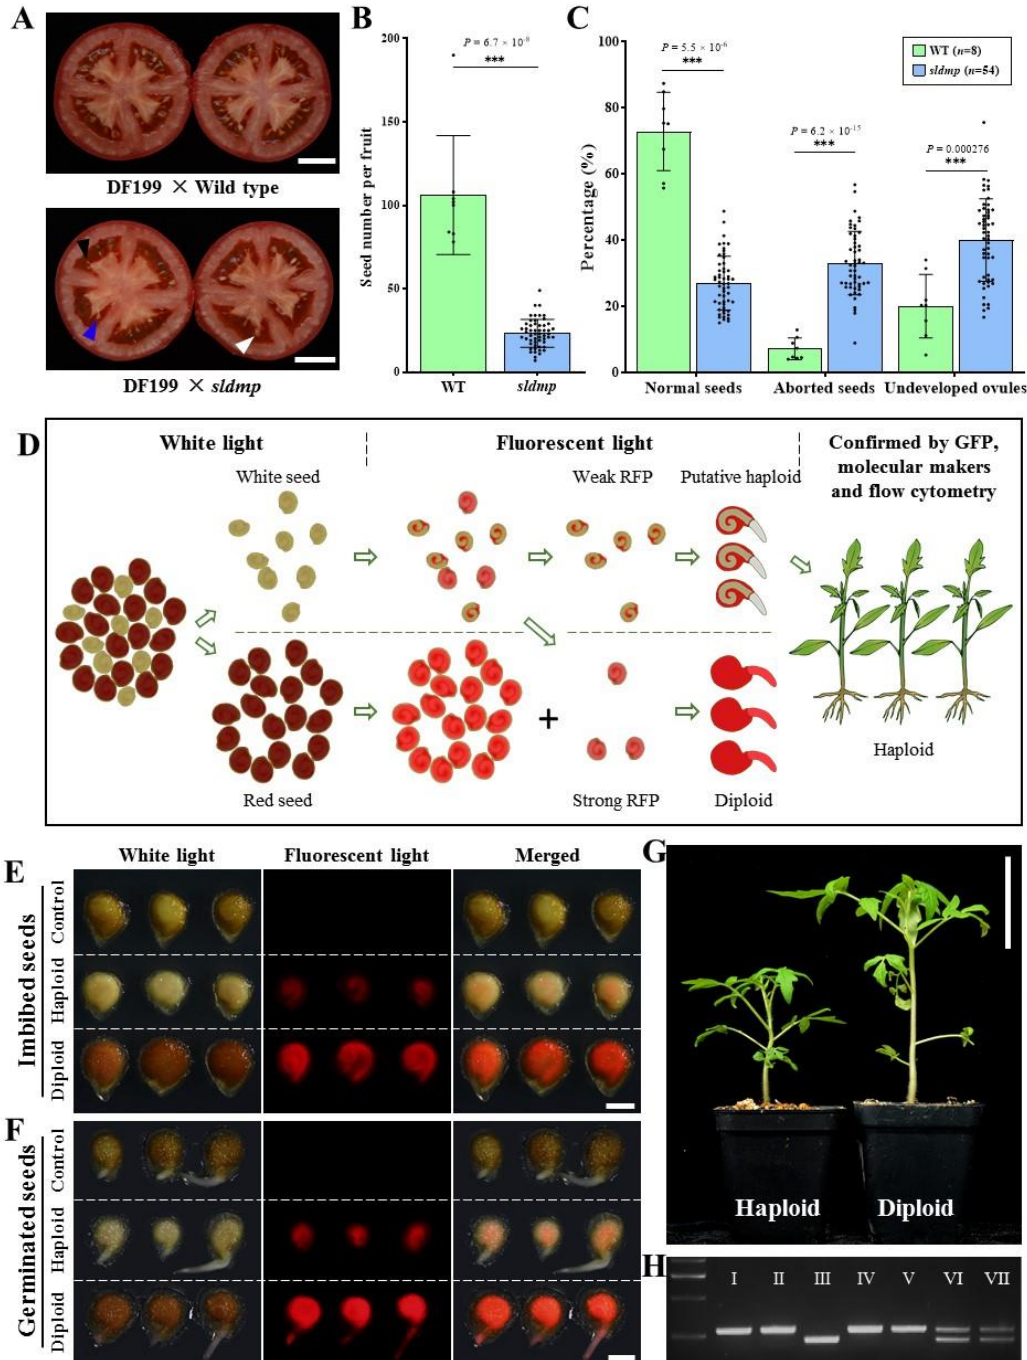 A
DF199 × Wild type
DF199 × sldmp
B
Seed number per fruit
200
150
100
50
0
P = 6.7 × 10-8
***
WT
sldmp
C
Percentage (%)
100
80
60
40
20
0
P = 5.5 × 10-6
***
P = 6.2 × 10-15
***
P = 0.000276
***
WT (n=8)
sldmp (n=54)
Normal seeds
Aborted seeds
Undeveloped ovules
D
White light
Fluorescent light
Confirmed by GFP,
molecular makers
and flow cytometry
White seed
Weak RFP
Putative haploid
+
Red seed
Strong RFP
Diploid
Haploid
E
White light
Fluorescent light
Merged
Imbibed seeds
Control
Haploid
Diploid
F
Germinated seeds
Control
Haploid
Diploid
G
Haploid
Diploid
H
I II III IV V VI VII